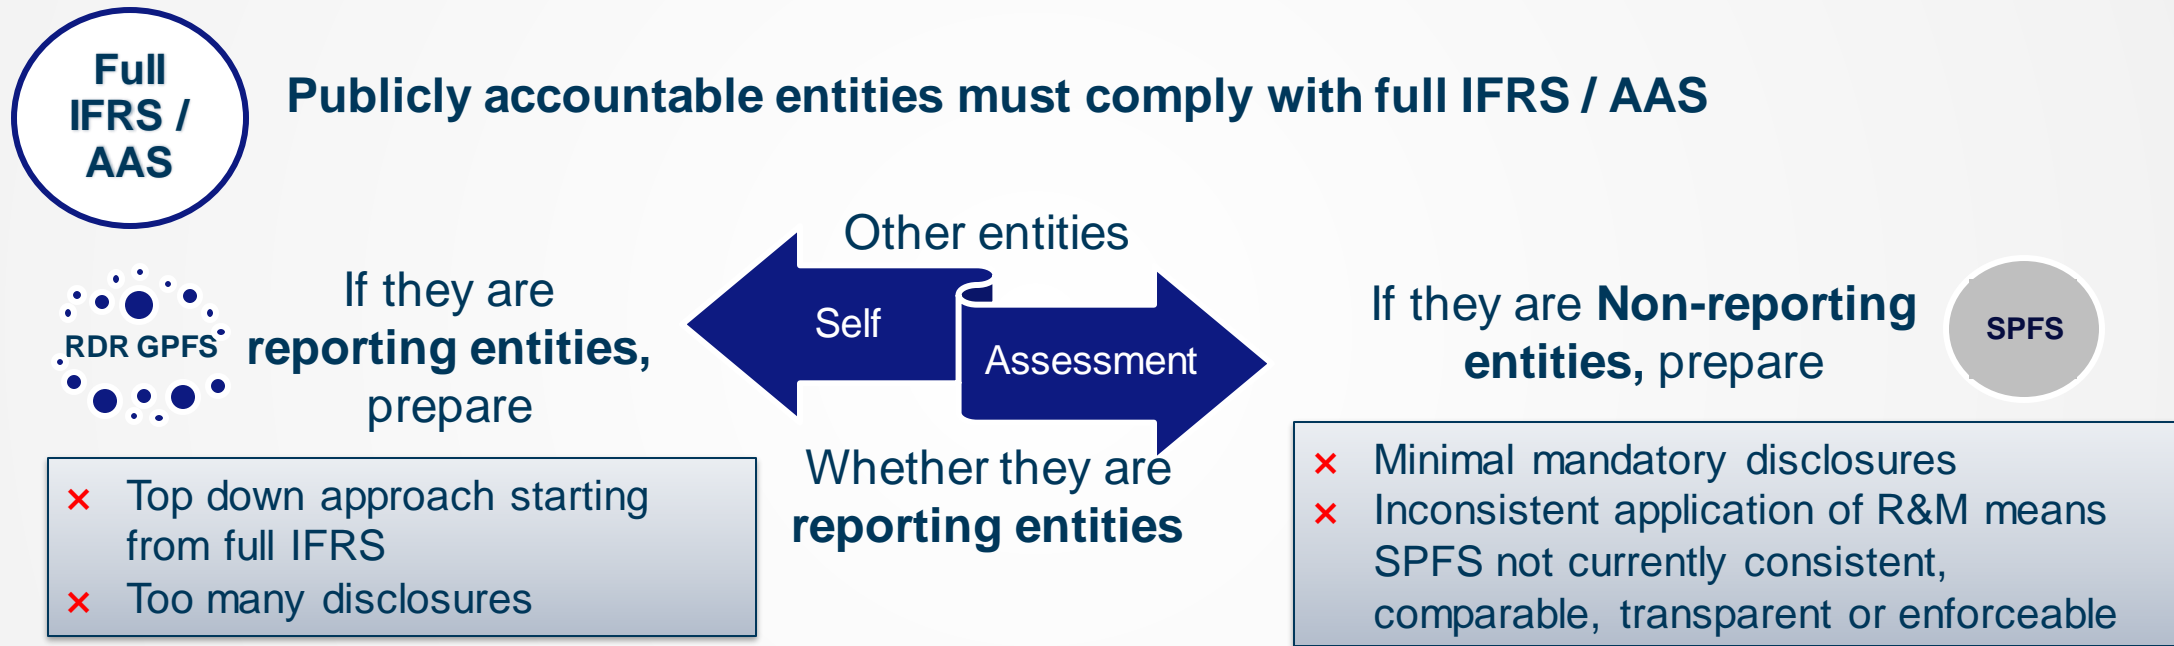 Full
IFRS /
AAS
Publicly accountable entities must comply with full IFRS / AAS
RDR GPFS
If they are
reporting entities,
prepare
Other entities
Self
Assessment
Whether they are
reporting entities
If they are Non-reporting
entities, prepare
SPFS
× Top down approach starting
from full IFRS
× Too many disclosures
× Minimal mandatory disclosures
× Inconsistent application of R&M means
SPFS not currently consistent,
comparable, transparent or enforceable